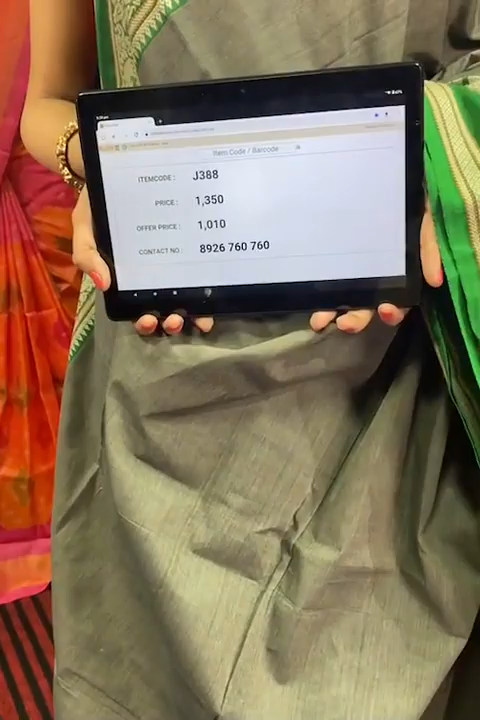 Item Code / Barcode
ITEMCODE : J388
PRICE : 1,350
OFFER PRICE : 1,010
CONTACT NO : 8926 760 760